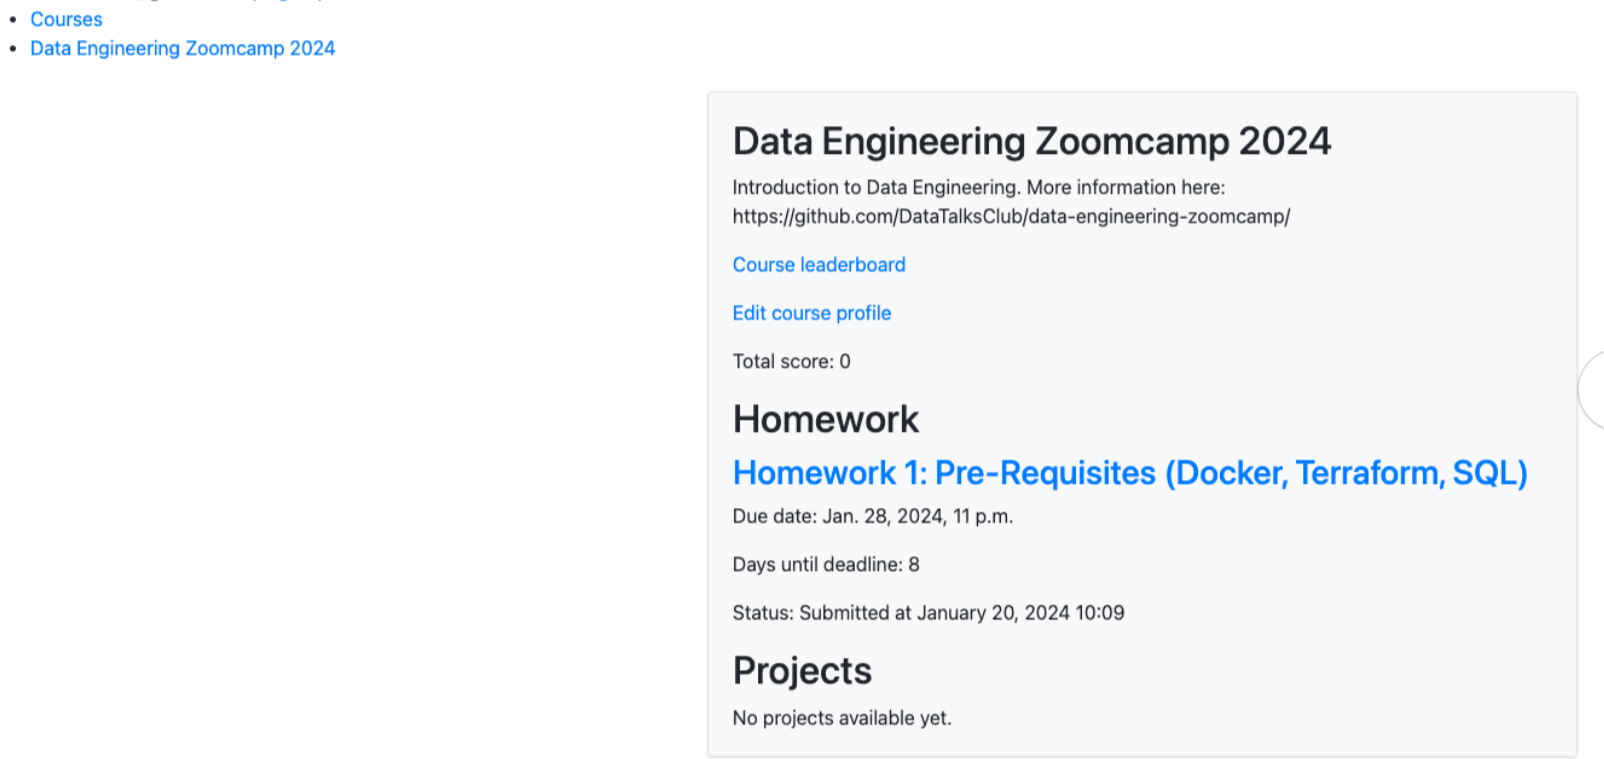 Courses
Data Engineering Zoomcamp 2024
Data Engineering Zoomcamp 2024
Introduction to Data Engineering. More information here:
https://github.com/DataTalksClub/data-engineering-zoomcamp/
Course leaderboard
Edit course profile
Total score: 0
Homework
Homework 1: Pre-Requisites (Docker, Terraform, SQL)
Due date: Jan. 28, 2024, 11 p.m.
Days until deadline: 8
Status: Submitted at January 20, 2024 10:09
Projects
No projects available yet.